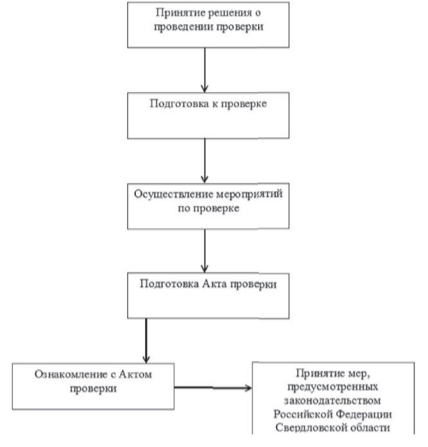 Принятие решения о
проведении проверки
Подготовка к проверке
Осуществление мероприятий
по проверке
Подготовка Акта проверки
Ознакомление с Актом
проверки
Принятие мер,
предусмотренных
законодательством
Российской Федерации
Свердловской области